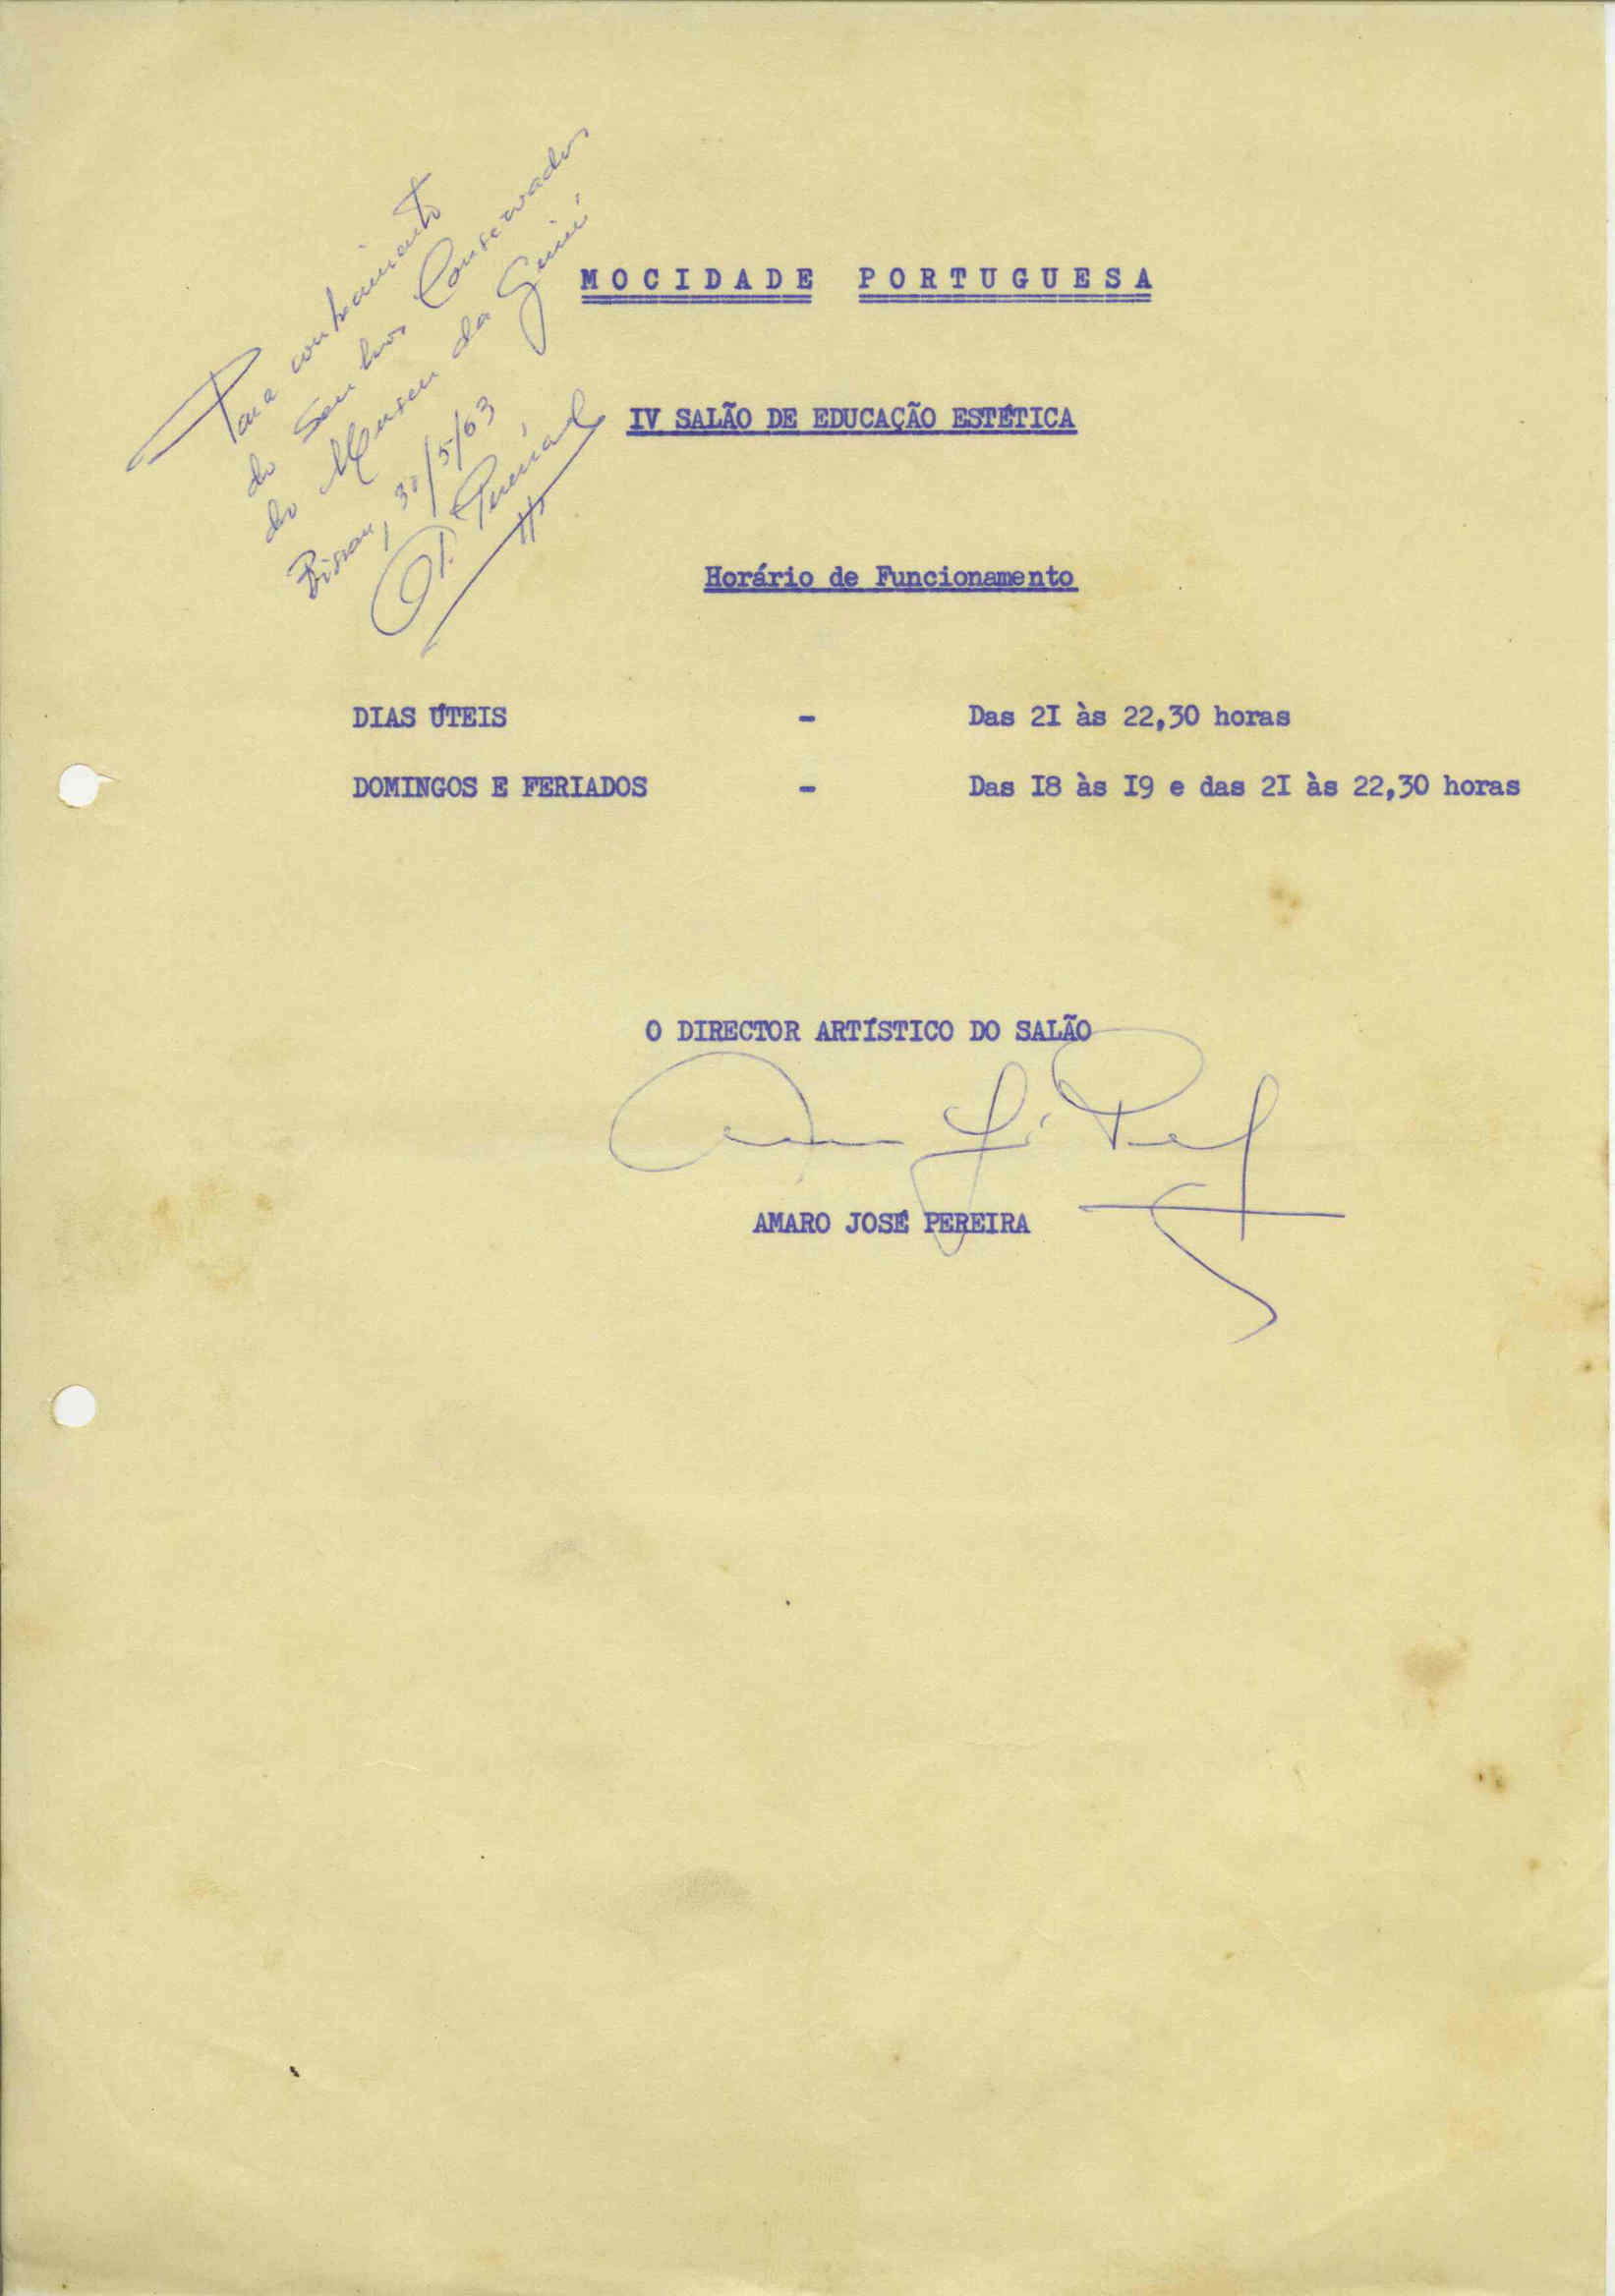 Para conhecimento
do Senhor Conservador
do Museu da Guiné
Bissau, 30/5/63
MOCIDADE PORTUGUESA
IV SALÃO DE EDUCAÇÃO ESTÉTICA
Horário de Funcionamento
DIAS ÚTEIS - Das 2I às 22,30 horas
DOMINGOS E FERIADOS - Das I8 às I9 e das 2I às 22,30 horas
O DIRECTOR ARTÍSTICO DO SALÃO
AMARO JOSÉ PEREIRA